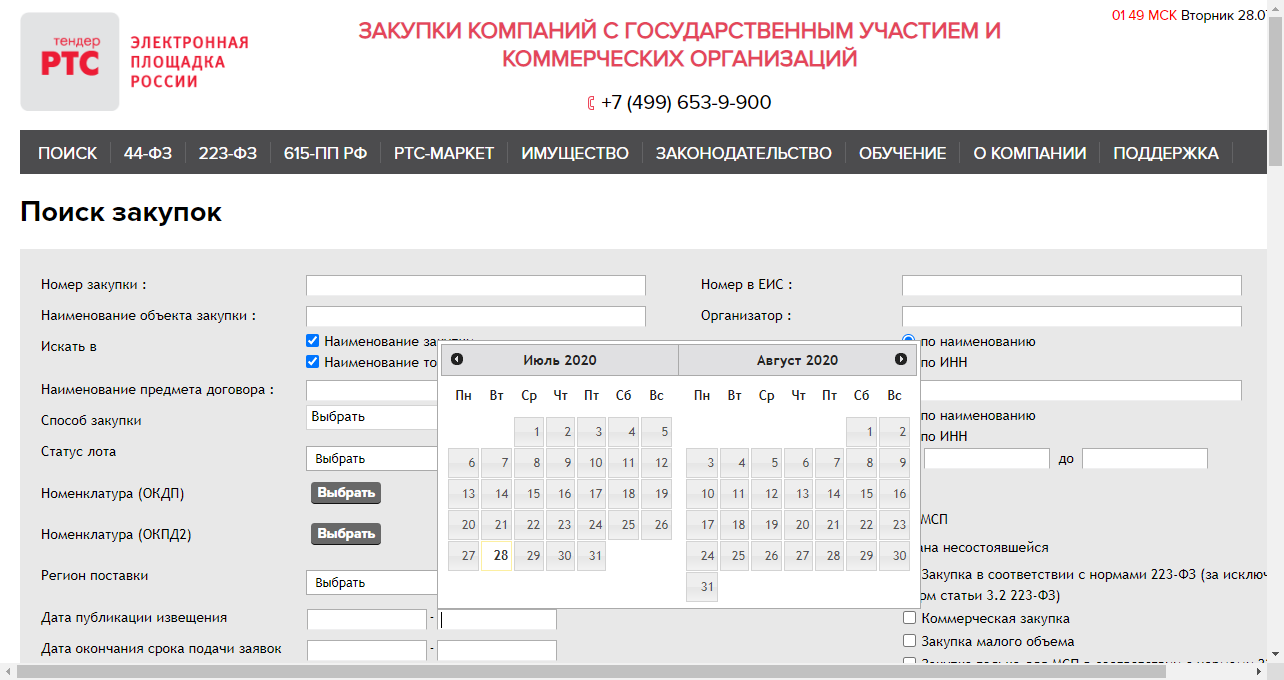 тендер
РТС
ЭЛЕКТРОННАЯ
ПЛОЩАДКА
РОССИИ
ЗАКУПКИ КОМПАНИЙ С ГОСУДАРСТВЕННЫМ УЧАСТИЕМ И
КОММЕРЧЕСКИХ ОРГАНИЗАЦИЙ
+7 (499) 653-9-900
01 49 МСК Вторник 28.0
ПОИСК 44-ФЗ 223-ФЗ 615-ПП РФ РТС-МАРКЕТ ИМУЩЕСТВО ЗАКОНОДАТЕЛЬСТВО ОБУЧЕНИЕ О КОМПАНИИ ПОДДЕРЖКА
Поиск закупок
Номер закупки : Номер в ЕИС :
Наименование объекта закупки : Организатор :
Искать в Наименование по наименованию
Наименование по ИНН
Июль 2020 Август 2020
Наименование предмета договора :
Пн Вт Ср Чт Пт Сб Вс Пн Вт Ср Чт Пт Сб Вс
Способ закупки Выбрать по наименованию
1 2 3 4 5 1 2
по ИНН
Статус лота Выбрать до
6 7 8 9 10 11 12 3 4 5 6 7 8 9
Номенклатура (ОКДП) Выбрать
13 14 15 16 17 18 19 10 11 12 13 14 15 16
20 21 22 23 24 25 26 17 18 19 20 21 22 23
МСП
Номенклатура (ОКПД2) Выбрать
27 28 29 30 31 24 25 26 27 28 29 30
несостоявшейся
Регион поставки Выбрать Закупка в соответствии с нормами 223-ФЗ (за исключ
31
статьи 3.2 223-ФЗ)
Дата публикации извещения - Коммерческая закупка
Закупка малого объема
Дата окончания срока подачи заявок -